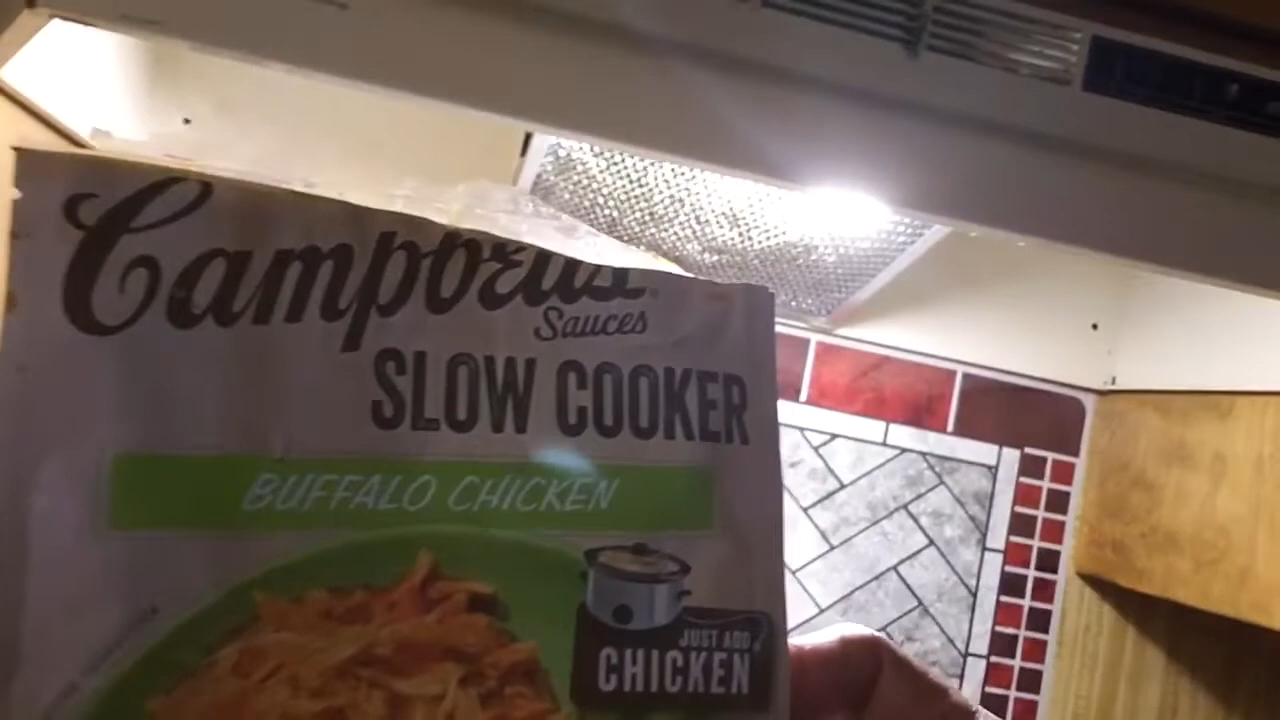 Campbell's
Sauces
SLOW COOKER
BUFFALO CHICKEN
JUST ADD
CHICKEN